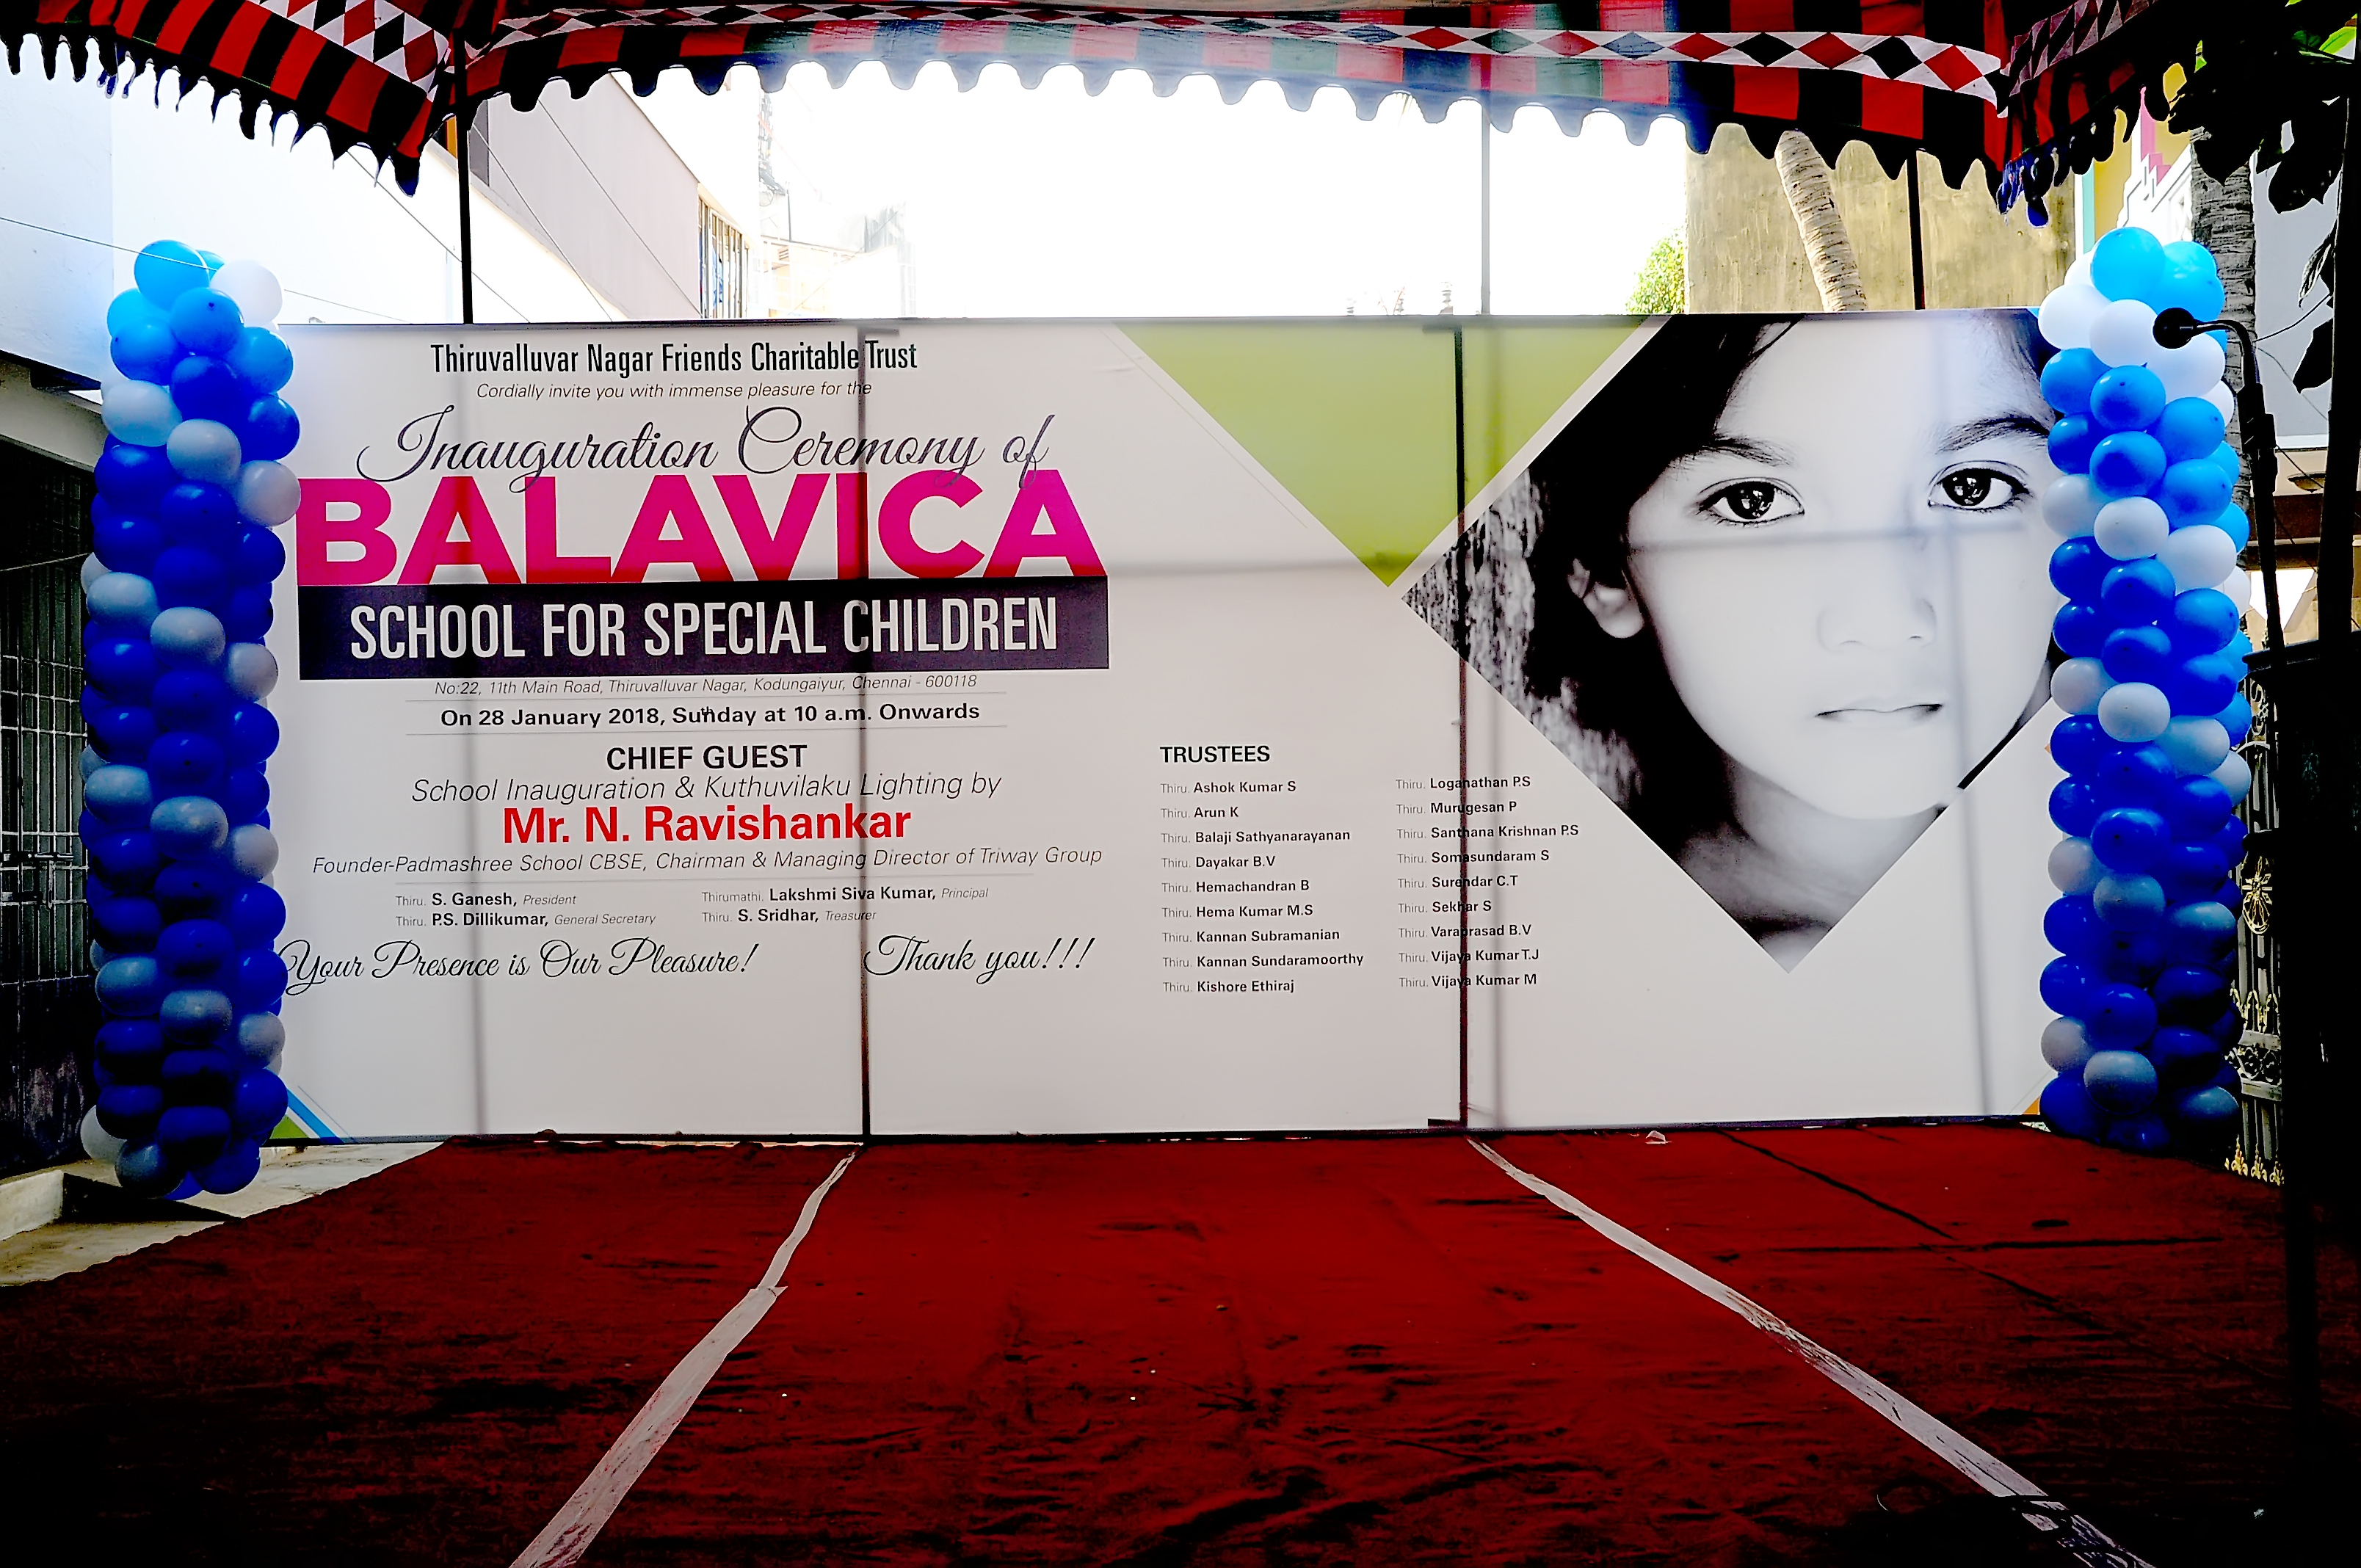 Thiruvalluvar Nagar Friends Charitable Trust
Cordially invite you with immense pleasure for the
Inauguration Ceremony of
BALAVICA
SCHOOL FOR SPECIAL CHILDREN
No:22, 11th Main Road, Thiruvalluvar Nagar, Kodungaiyur, Chennai - 600118
On 28th January 2018, Sunday at 10 a.m. Onwards
CHIEF GUEST
School Inauguration & Kuthuvilaku Lighting by
Mr. N. Ravishankar
Founder-Padmashree School CBSE, Chairman & Managing Director of Triway Group
Thiru. S. Ganesh, President
Thiru. P.S. Dillikumar, General Secretary
Thirumathi. Lakshmi Siva Kumar, Principal
Thiru. S. Sridhar, Treasurer
Your Presence is Our Pleasure!
Thank you!!!
TRUSTEES
Thiru. Ashok Kumar S
Thiru. Arun K
Thiru. Balaji Sathyanarayanan
Thiru. Dayakar B.V
Thiru. Hemachandran B
Thiru. Hema Kumar M.S
Thiru. Kannan Subramanian
Thiru. Kannan Sundaramoorthy
Thiru. Kishore Ethiraj
Thiru. Loganathan P.S
Thiru. Murugesan P
Thiru. Santhana Krishnan P.S
Thiru. Somasundaram S
Thiru. Surendar C.T
Thiru. Sekhar S
Thiru. Varaprasad B.V
Thiru. Vijaya Kumar T.J
Thiru. Vijaya Kumar M